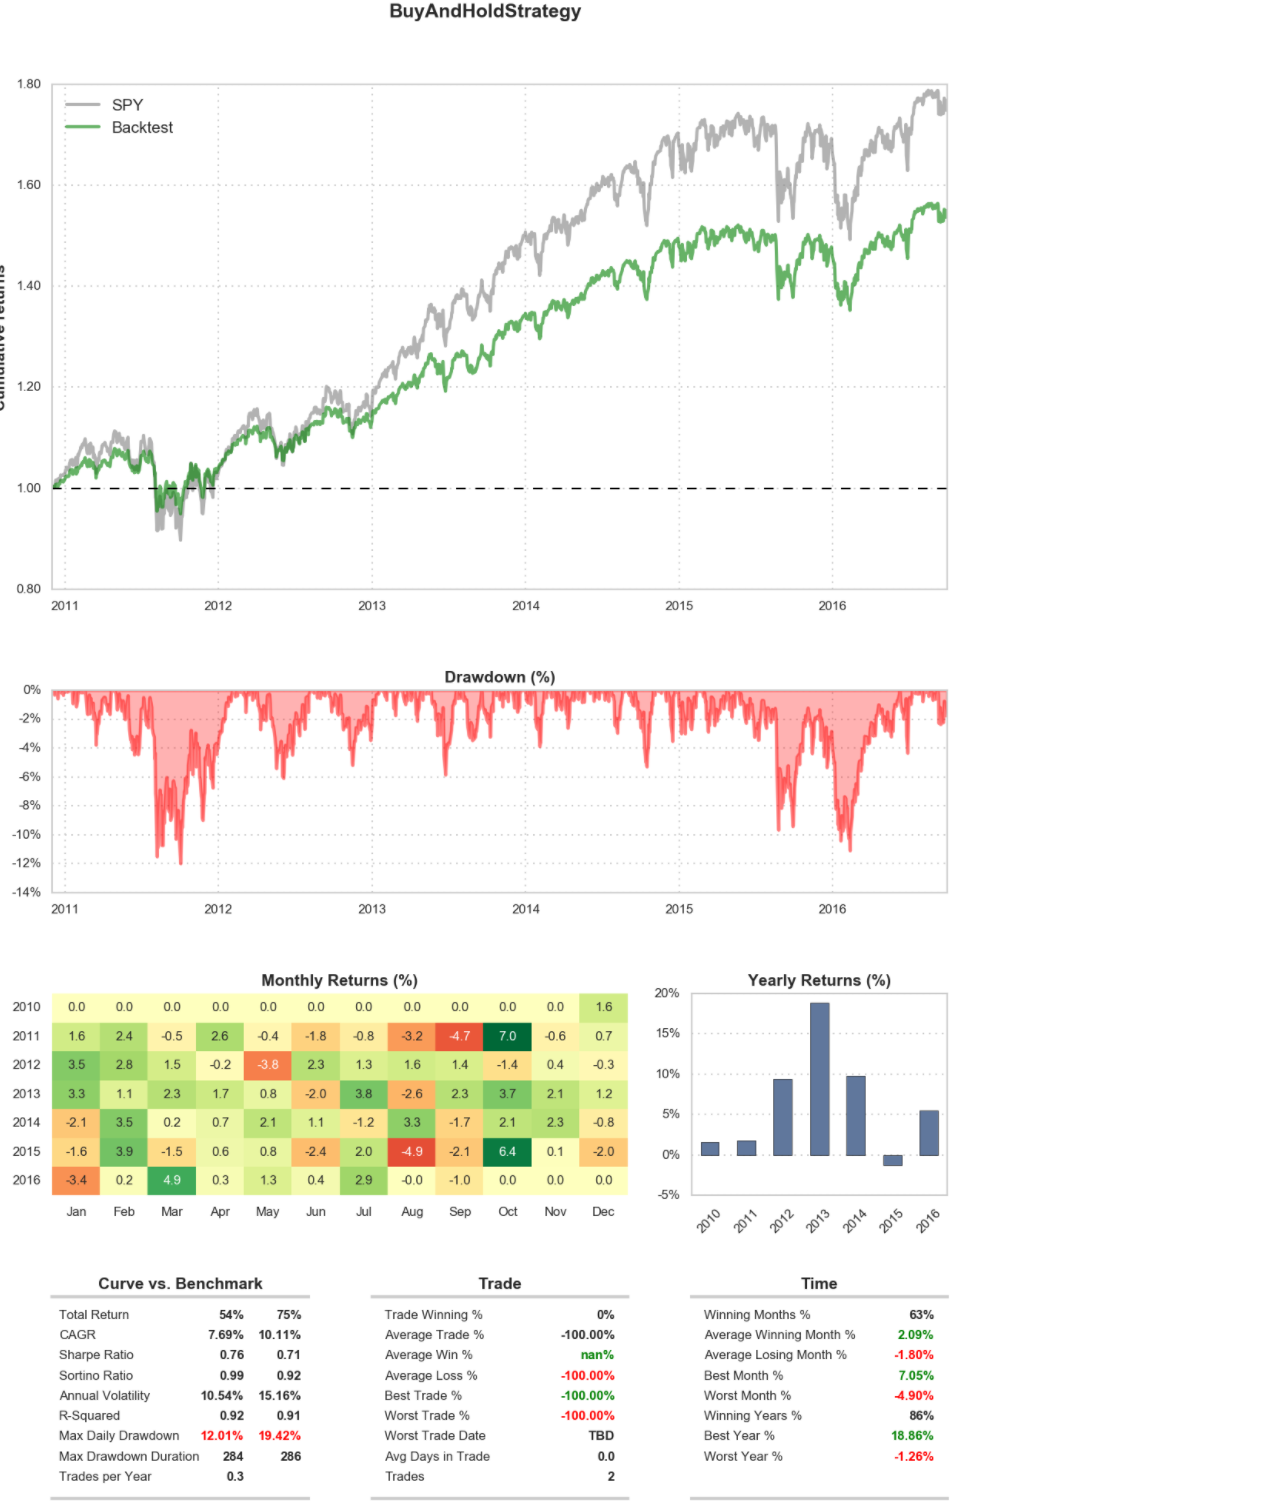 BuyAndHoldStrategy
1.80
SPY
Backtest
1.60
1.40
Cumulative returns
1.20
1.00
0.80
2011 2012 2013 2014 2015 2016
Drawdown (%)
0%
-2%
-4%
-6%
-8%
-10%
-12%
-14%
2011 2012 2013 2014 2015 2016
Monthly Returns (%)
2010 0.0 0.0 0.0 0.0 0.0 0.0 0.0 0.0 0.0 0.0 0.0 1.6
2011 1.6 2.4 -0.5 2.6 -0.4 -1.8 -0.8 -3.2 -4.7 7.0 -0.6 0.7
2012 3.5 2.8 1.5 -0.2 -3.8 2.3 1.3 1.6 1.4 -1.4 0.4 -0.3
2013 3.3 1.1 2.3 1.7 0.8 -2.0 3.8 -2.6 2.3 3.7 2.1 1.2
2014 -2.1 3.5 0.2 0.7 2.1 1.1 -1.2 3.3 -1.7 2.1 2.3 -0.8
2015 -1.6 3.9 -1.5 0.6 0.8 -2.4 2.0 -4.9 -2.1 6.4 0.1 -2.0
2016 -3.4 0.2 4.9 0.3 1.3 0.4 2.9 -0.0 -1.0 0.0 0.0 0.0
Jan Feb Mar Apr May Jun Jul Aug Sep Oct Nov Dec
Yearly Returns (%)
20%
15%
10%
5%
0%
-5%
2010 2011 2012 2013 2014 2015 2016
Curve vs. Benchmark
Total Return 54% 75%
CAGR 7.69% 10.11%
Sharpe Ratio 0.76 0.71
Sortino Ratio 0.99 0.92
Annual Volatility 10.54% 15.16%
R-Squared 0.92 0.91
Max Daily Drawdown 12.01% 19.42%
Max Drawdown Duration 284 286
Trades per Year 0.3
Trade
Trade Winning % 0%
Average Trade % -100.00%
Average Win % nan%
Average Loss % -100.00%
Best Trade % -100.00%
Worst Trade % -100.00%
Worst Trade Date TBD
Avg Days in Trade 0.0
Trades 2
Time
Winning Months % 63%
Average Winning Month % 2.09%
Average Losing Month % -1.80%
Best Month % 7.05%
Worst Month % -4.90%
Winning Years % 86%
Best Year % 18.86%
Worst Year % -1.26%